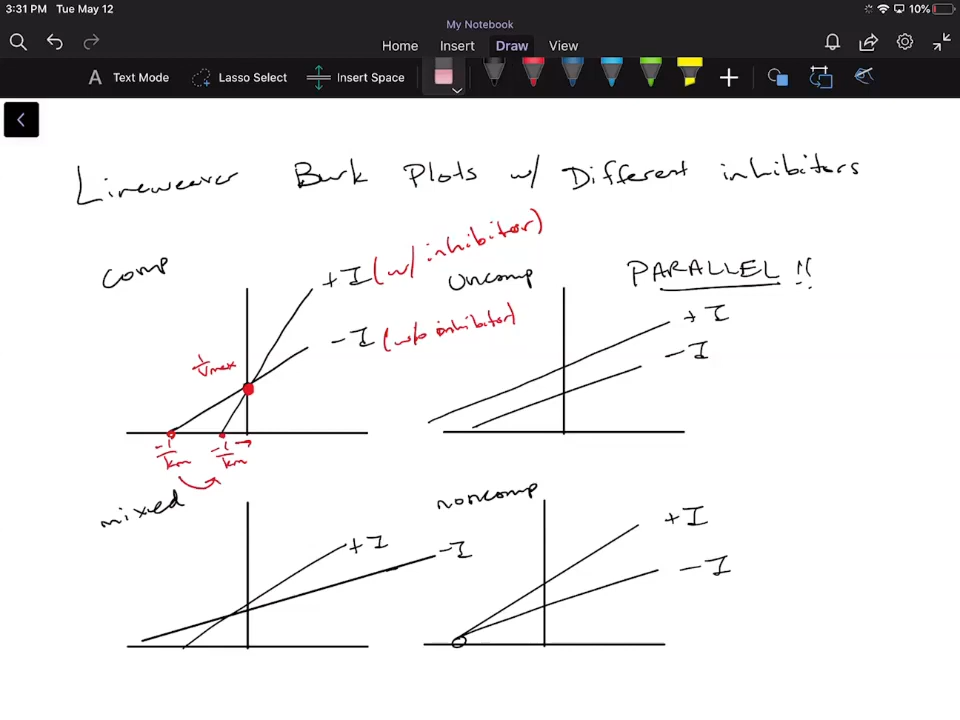 3:31 PM Tue May 12
10%
My Notebook
Home Insert Draw View
Text Mode Lasso Select Insert Space
Lineweaver Burk Plots w/ Different inhibitors
comp
+I (w/ inhibitor)
-I (w/o inhibitor)
1/Vmax
-1/km
-1/km
Uncomp
PARALLEL !!
+I
-I
mixed
+I
-I
noncomp
+I
-I